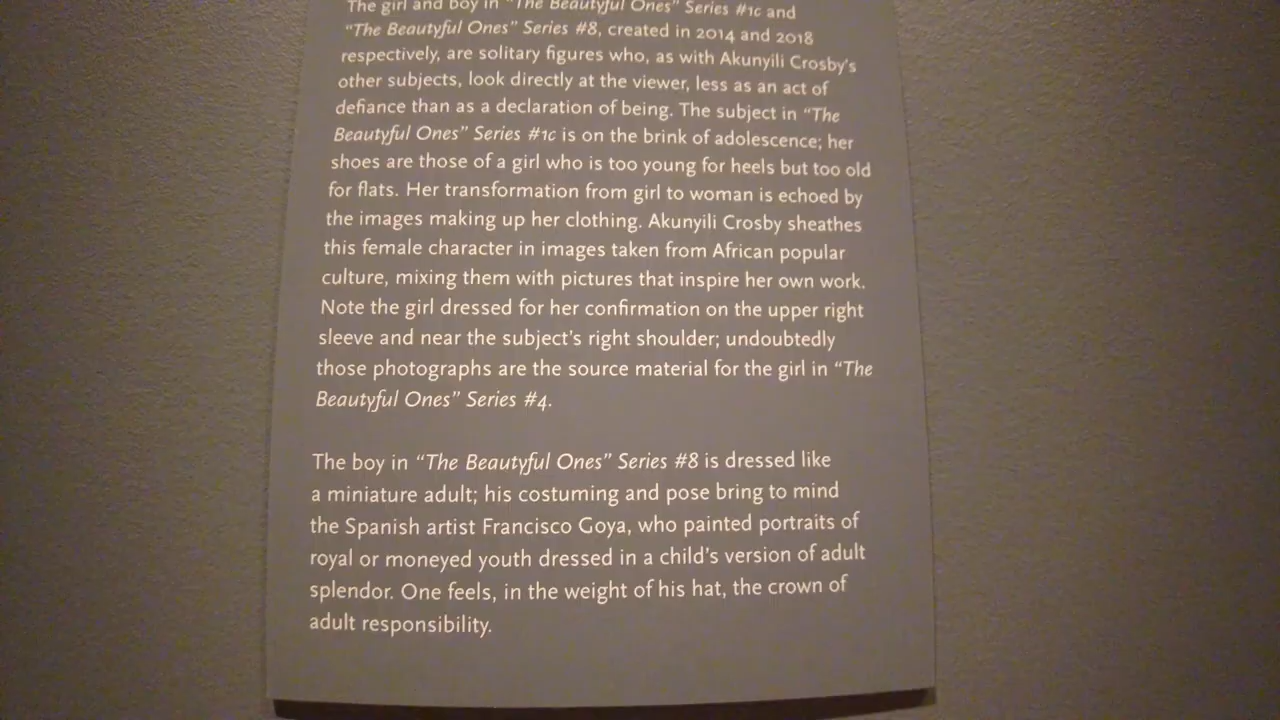 The girl and boy in “The Beautyful Ones” Series #1c and
“The Beautyful Ones” Series #8, created in 2014 and 2018
respectively, are solitary figures who, as with Akunyili Crosby's
other subjects, look directly at the viewer, less as an act of
defiance than as a declaration of being. The subject in “The
Beautyful Ones” Series #1c is on the brink of adolescence; her
shoes are those of a girl who is too young for heels but too old
for flats. Her transformation from girl to woman is echoed by
the images making up her clothing. Akunyili Crosby sheathes
this female character in images taken from African popular
culture, mixing them with pictures that inspire her own work.
Note the girl dressed for her confirmation on the upper right
sleeve and near the subject's right shoulder; undoubtedly
those photographs are the source material for the girl in “The
Beautyful Ones” Series #4.
The boy in “The Beautyful Ones” Series #8 is dressed like
a miniature adult; his costuming and pose bring to mind
the Spanish artist Francisco Goya, who painted portraits of
royal or moneyed youth dressed in a child's version of adult
splendor. One feels, in the weight of his hat, the crown of
adult responsibility.